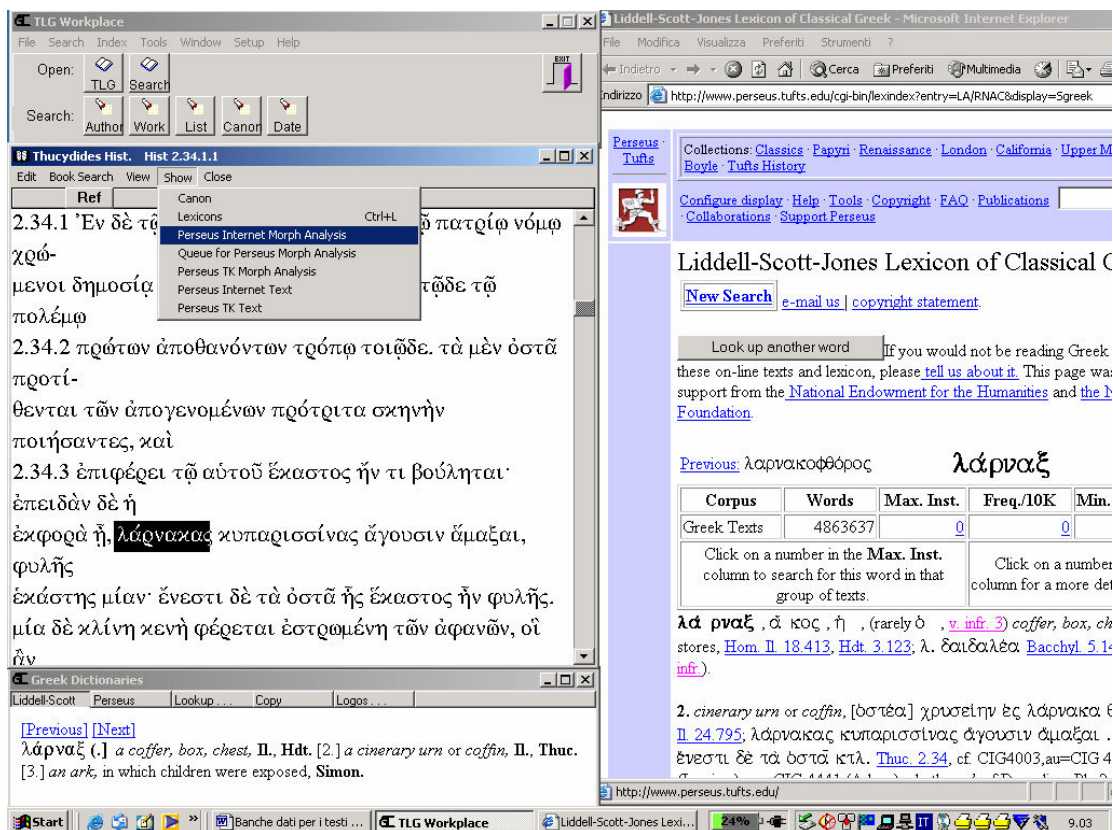 TLG Workplace
File Search Index Tools Window Setup Help
Open: TLG Search
EXIT
Search: Author Work List Canon Date
Thucydides Hist. Hist 2.34.1.1
Edit Book Search View Show Close
Ref
Canon
Lexicons Ctrl+L
Perseus Internet Morph Analysis
Queue for Perseus Morph Analysis
Perseus TK Morph Analysis
Perseus Internet Text
Perseus TK Text
2.34.1 Ἐν δὲ τῷ πατρίῳ νόμῳ
χρώ-
μενοι δημοσίᾳ τῷδε τῷ
πολέμῳ
2.34.2 πρώτων ἀποθανόντων τρόπῳ τοιῷδε. τὰ μὲν ὀστᾶ
προτί-
θενται τῶν ἀπογενομένων πρότριτα σκηνὴν
ποιήσαντες, καὶ
2.34.3 ἐπιφέρει τῷ αὑτοῦ ἕκαστος ἤν τι βούληται·
ἐπειδὰν δὲ ἡ
ἐκφορὰ ᾖ, λάρνακας κυπαρισσίνας ἄγουσιν ἅμαξαι,
φυλῆς
ἑκάστης μίαν· ἔνεστι δὲ τὰ ὀστᾶ ἧς ἕκαστος ἦν φυλῆς.
μία δὲ κλίνη κενὴ φέρεται ἐστρωμένη τῶν ἀφανῶν, οἳ
ἂν
Greek Dictionaries
Liddell-Scott Perseus Lookup . . . Copy Logos . . .
[Previous] [Next]
λάρναξ (.] a coffer, box, chest, Il., Hdt. [2.] a cinerary urn or coffin, Il., Thuc.
[3.] an ark, in which children were exposed, Simon.
Liddell-Scott-Jones Lexicon of Classical Greek - Microsoft Internet Explorer
File Modifica Visualizza Preferiti Strumenti ?
Indietro Cerca Preferiti Multimedia
Indirizzo http://www.perseus.tufts.edu/cgi-bin/lexindex?entry=LA/RNAC&display=Sgreek
Perseus ·
Tufts
Collections: Classics · Papyri · Renaissance · London · California · Upper
Boyle · Tufts History
Configure display · Help · Tools · Copyright · FAQ · Publications
· Collaborations · Support Perseus
Liddell-Scott-Jones Lexicon of Classical
New Search e-mail us | copyright statement.
Look up another word If you would not be reading Greek
these on-line texts and lexicon, please tell us about it. This page was
support from the National Endowment for the Humanities and the
Foundation.
Previous: λαρνακοφθόρος λάρναξ
Corpus Words Max. Inst. Freq./10K Min.
Greek Texts 4863637 0 0
Click on a number in the Max. Inst.
column to search for this word in that
group of texts.
Click on a number
column for a more
λά ρναξ , ά κος , ἡ , (rarely ὁ , v. infr. 3) coffer, box,
stores, Hom. Il. 18.413, Hdt. 3.123; λ. δαιδαλέα Bacchyl. 5.14
infr.).
2. cinerary urn or coffin, [ὀστέα] χρυσείην ἐς λάρνακα
Il. 24.795; λάρνακας κυπαρισσίνας ἄγουσιν ἅμαξαι .
ἔνεστι δὲ τὰ ὀστᾶ κτλ. Thuc. 2.34, cf. CIG4003,au=CIG
http://www.perseus.tufts.edu/
Start
Banche dati per i testi ...
TLG Workplace
Liddell-Scott-Jones Lexi...
24%
IT
9.03